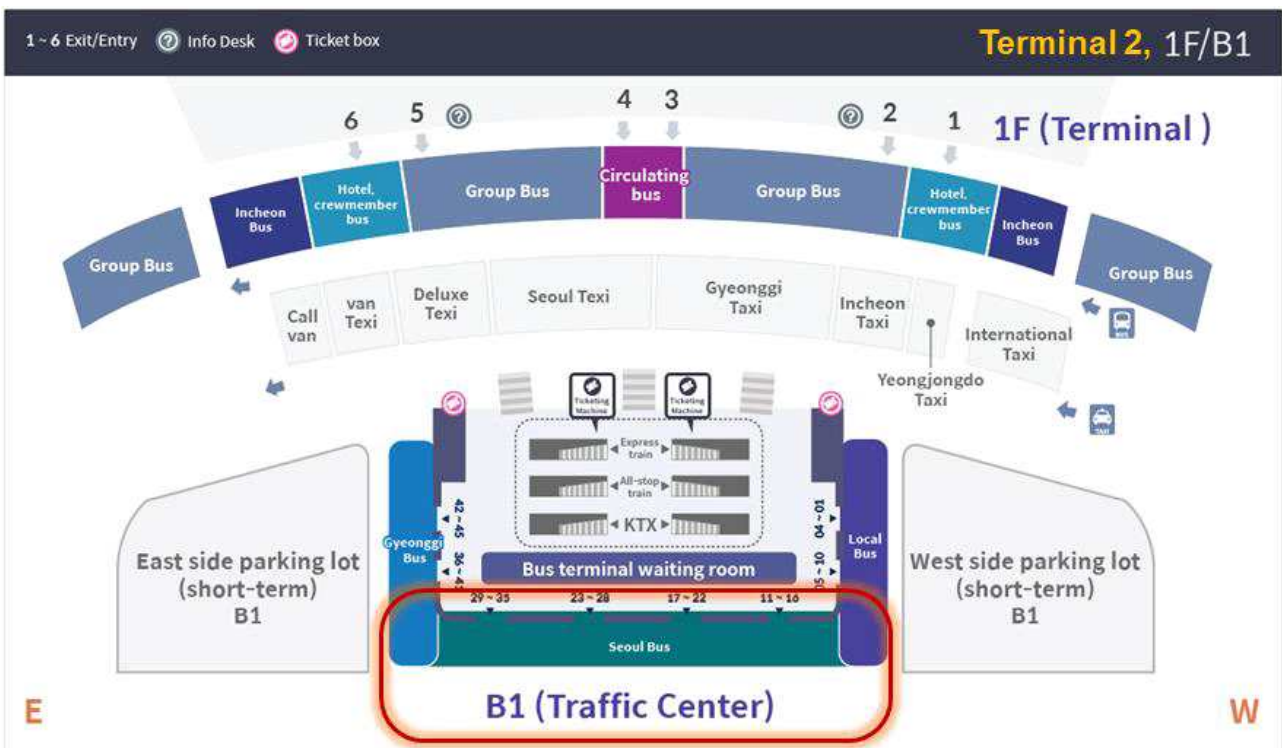 1 ~ 6 Exit/Entry ? Info Desk Ticket box
Terminal 2, 1F/B1
6
5 ?
4
3
? 2
1
1F (Terminal )
Group Bus
Incheon
Bus
Hotel,
crewmember
bus
Group Bus
Circulating
bus
Group Bus
Hotel,
crewmember
bus
Incheon
Bus
Group Bus
Call
van
van
Texi
Deluxe
Texi
Seoul Texi
Gyeonggi
Taxi
Incheon
Taxi
Yeongjongdo
Taxi
International
Taxi
BUS
TAXI
Ticketing
Machine
Ticketing
Machine
Express
train
All-stop
train
KTX
42 ~ 45
36 ~ 41
04 ~ 01
05 ~ 10
Gyeonggi
Bus
Local
Bus
Bus terminal waiting room
29 ~ 35
23 ~ 28
17 ~ 22
11 ~ 16
Seoul Bus
East side parking lot
(short-term)
B1
West side parking lot
(short-term)
B1
B1 (Traffic Center)
E
W